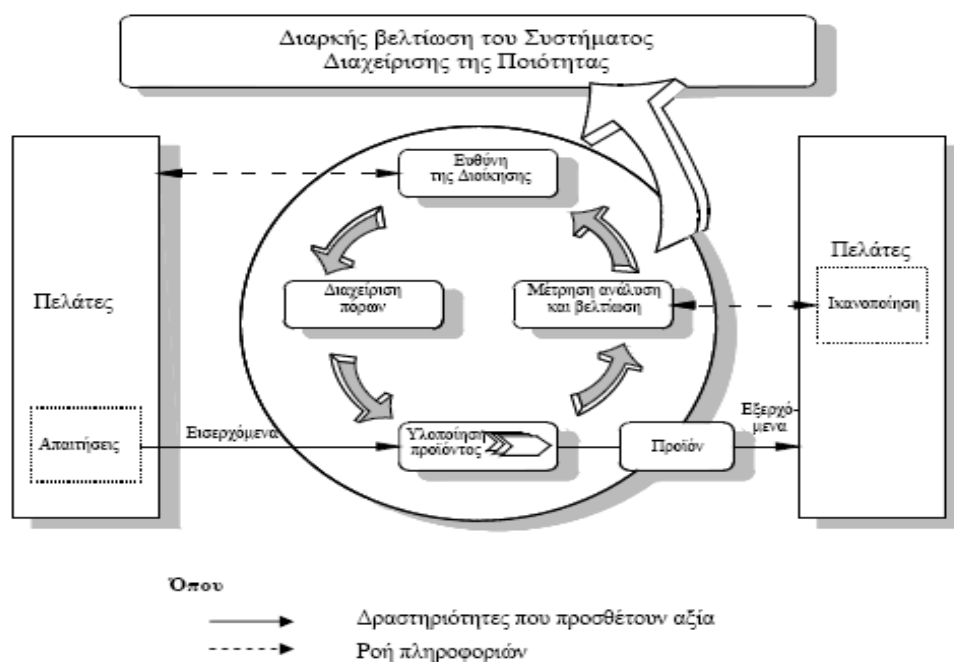 Διαρκής βελτίωση του Συστήματος
Διαχείρισης της Ποιότητας
Ευθύνη
της Διοίκησης
Πελάτες
Διαχείριση
πόρων
Μέτρηση ανάλυση
και βελτίωση
Πελάτες
Ικανοποίηση
Απαιτήσεις
Εισερχόμενα
Υλοποίηση
προϊόντος
Προϊόν
Εξερχό-
μενα
Όπου
Δραστηριότητες που προσθέτουν αξία
Ροή πληροφοριών